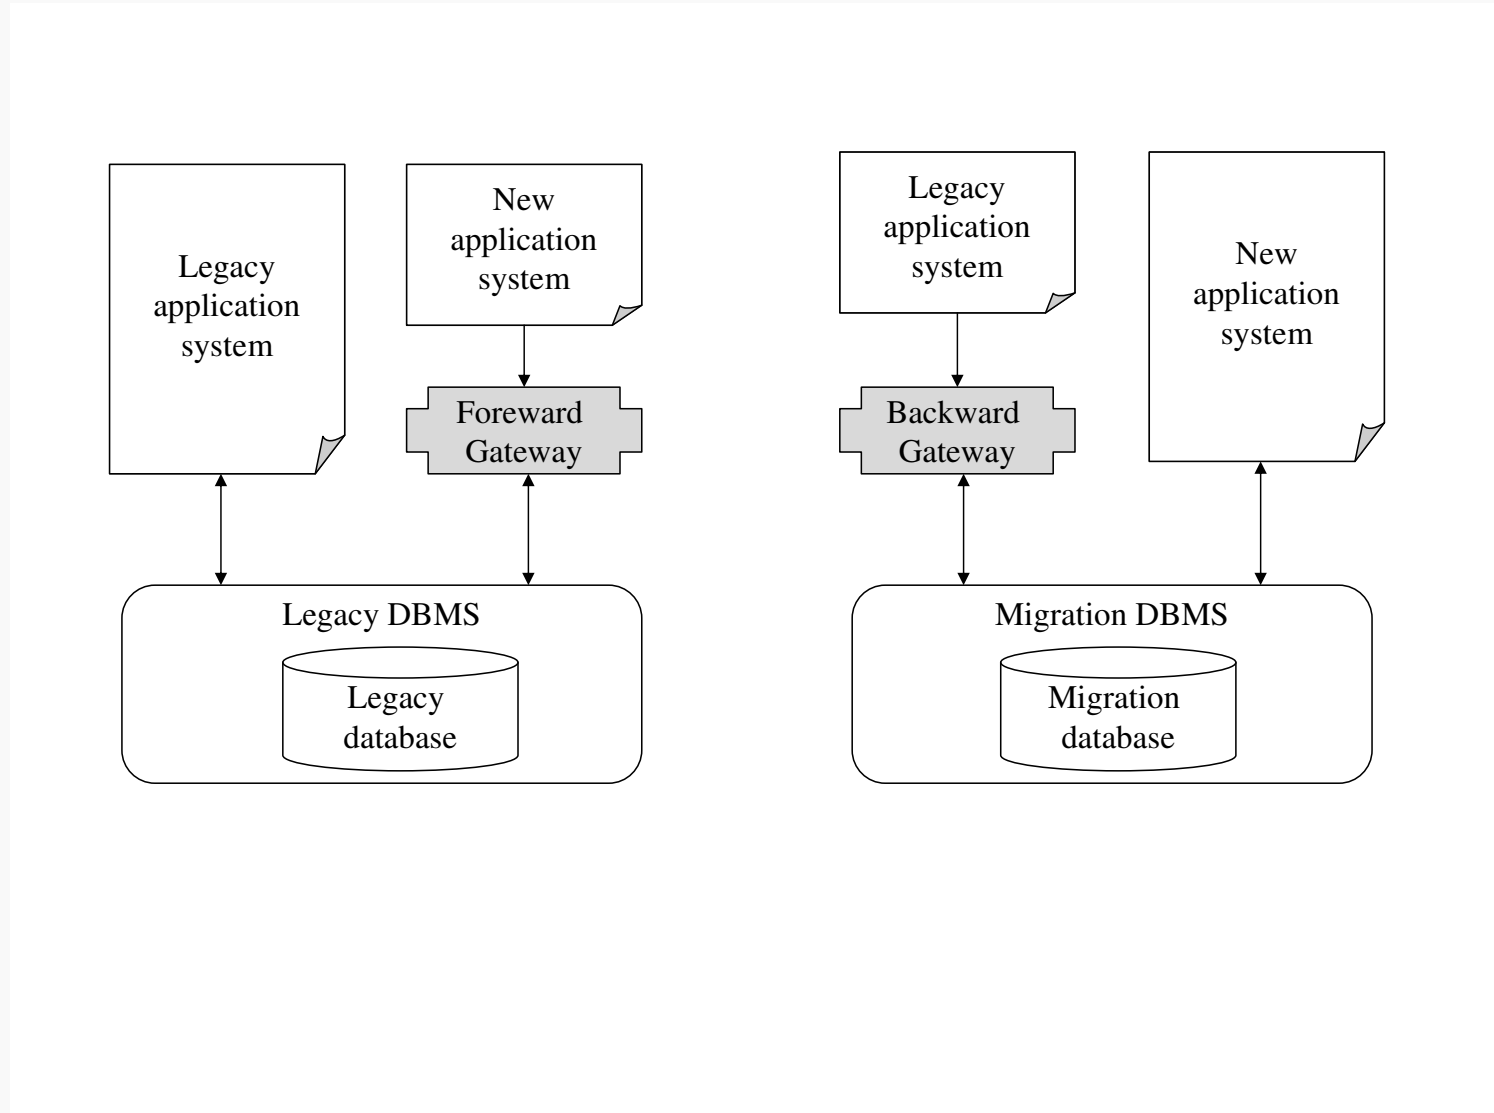 Legacy
application
system
New
application
system
Foreward
Gateway
Legacy DBMS
Legacy
database
Legacy
application
system
New
application
system
Backward
Gateway
Migration DBMS
Migration
database